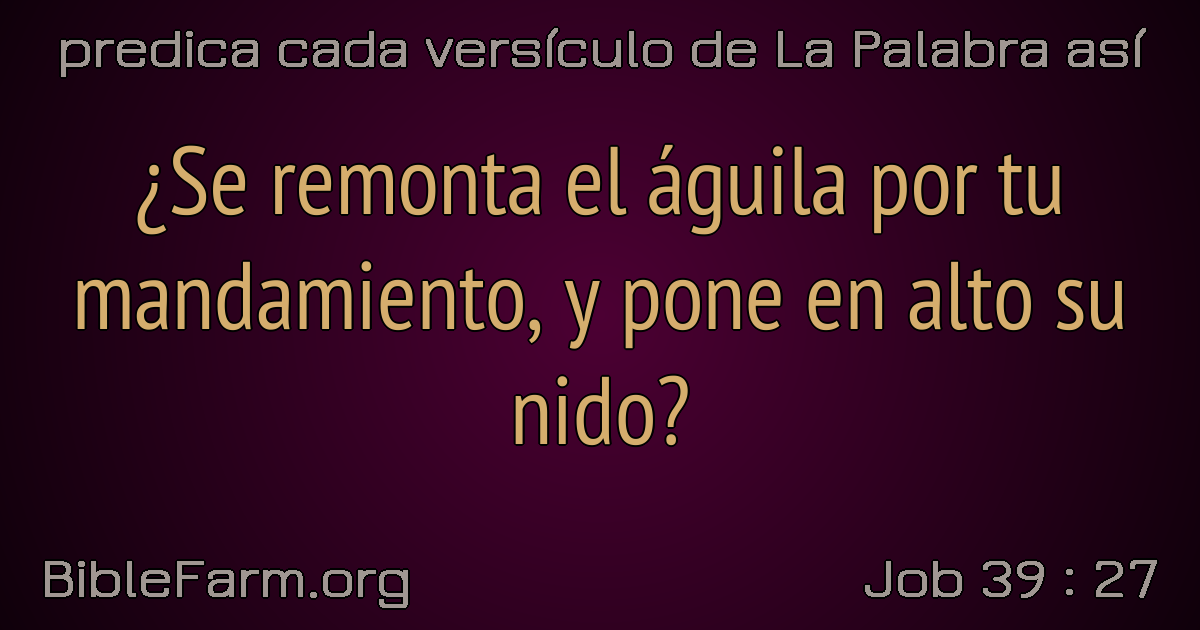 predica cada versículo de La Palabra así
¿Se remonta el águila por tu
mandamiento, y pone en alto su
nido?
BibleFarm.org
Job 39 : 27